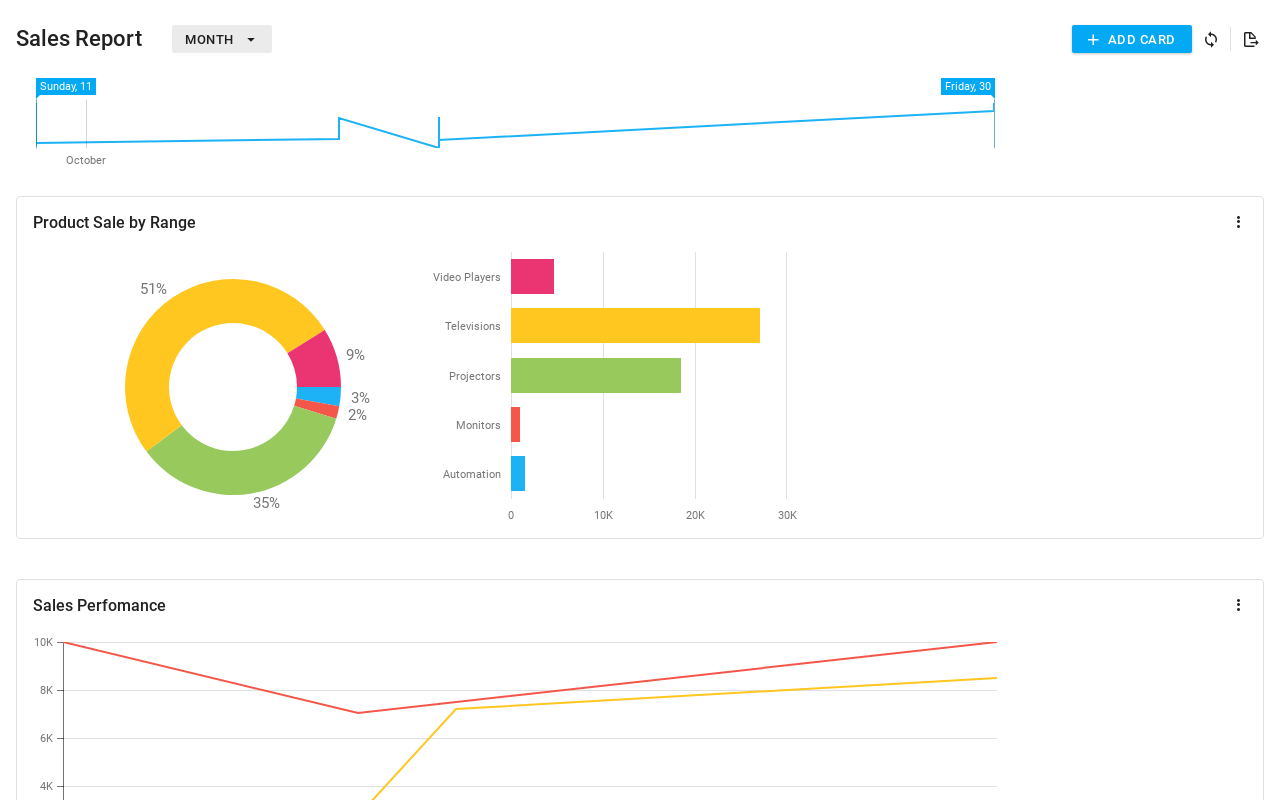 Sales Report
MONTH
ADD CARD
Sunday, 11
Friday, 30
October
Product Sale by Range
51%
9%
3%
2%
35%
Video Players
Televisions
Projectors
Monitors
Automation
0 10K 20K 30K
Sales Perfomance
10K
8K
6K
4K